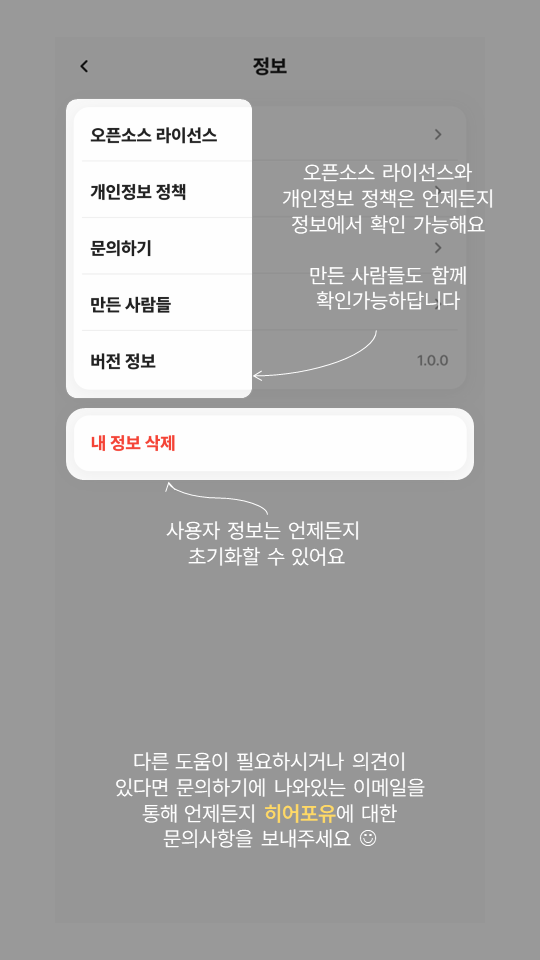 정보
오픈소스 라이선스
개인정보 정책
문의하기
만든 사람들
버전 정보
1.0.0
오픈소스 라이선스와
개인정보 정책은 언제든지
정보에서 확인 가능해요
만든 사람들도 함께
확인가능하답니다
내 정보 삭제
사용자 정보는 언제든지
초기화할 수 있어요
다른 도움이 필요하시거나 의견이
있다면 문의하기에 나와있는 이메일을
통해 언제든지 히어포유에 대한
문의사항을 보내주세요 ☺